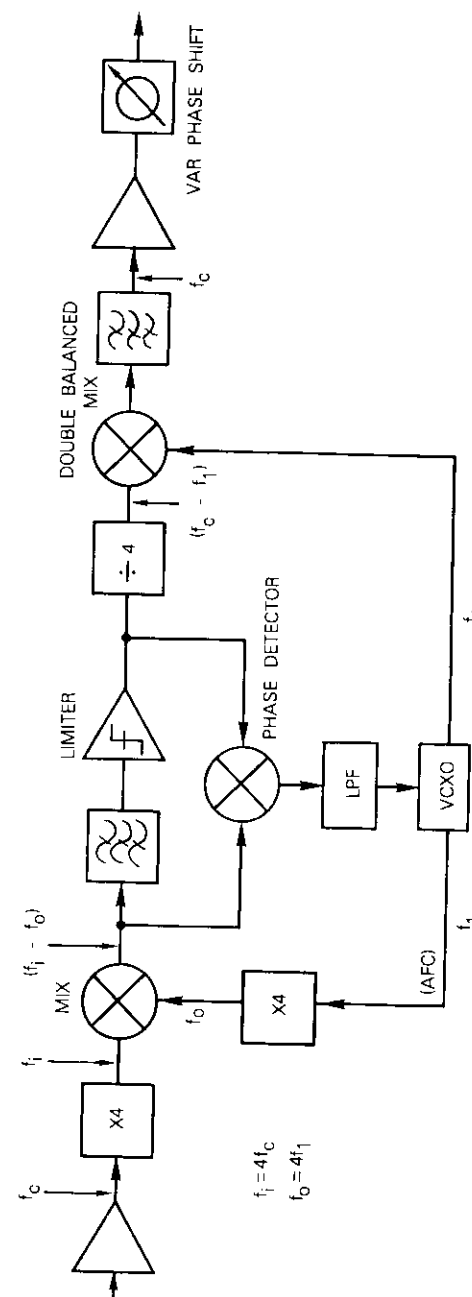 f_c
X4
f_i
MIX
(f_i - f_o)
LIMITER
÷ 4
(f_c - f_1)
DOUBLE BALANCED
MIX
f_c
VAR PHASE SHIFT
f_o
X4
(AFC)
f_1
PHASE DETECTOR
LPF
VCXO
f_i = 4f_c
f_o = 4f_1